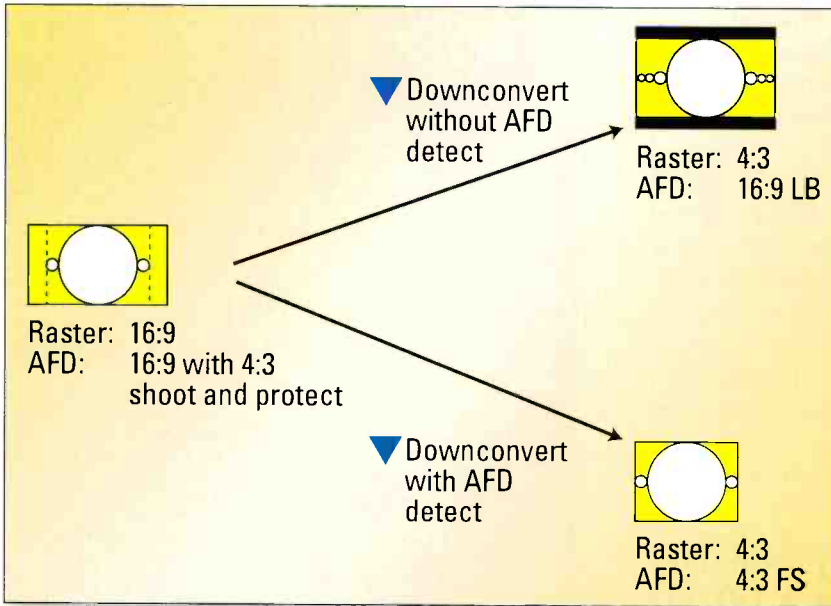 Downconvert
without AFD
detect
Raster: 4:3
AFD: 16:9 LB
Raster: 16:9
AFD: 16:9 with 4:3
shoot and protect
Downconvert
with AFD
detect
Raster: 4:3
AFD: 4:3 FS